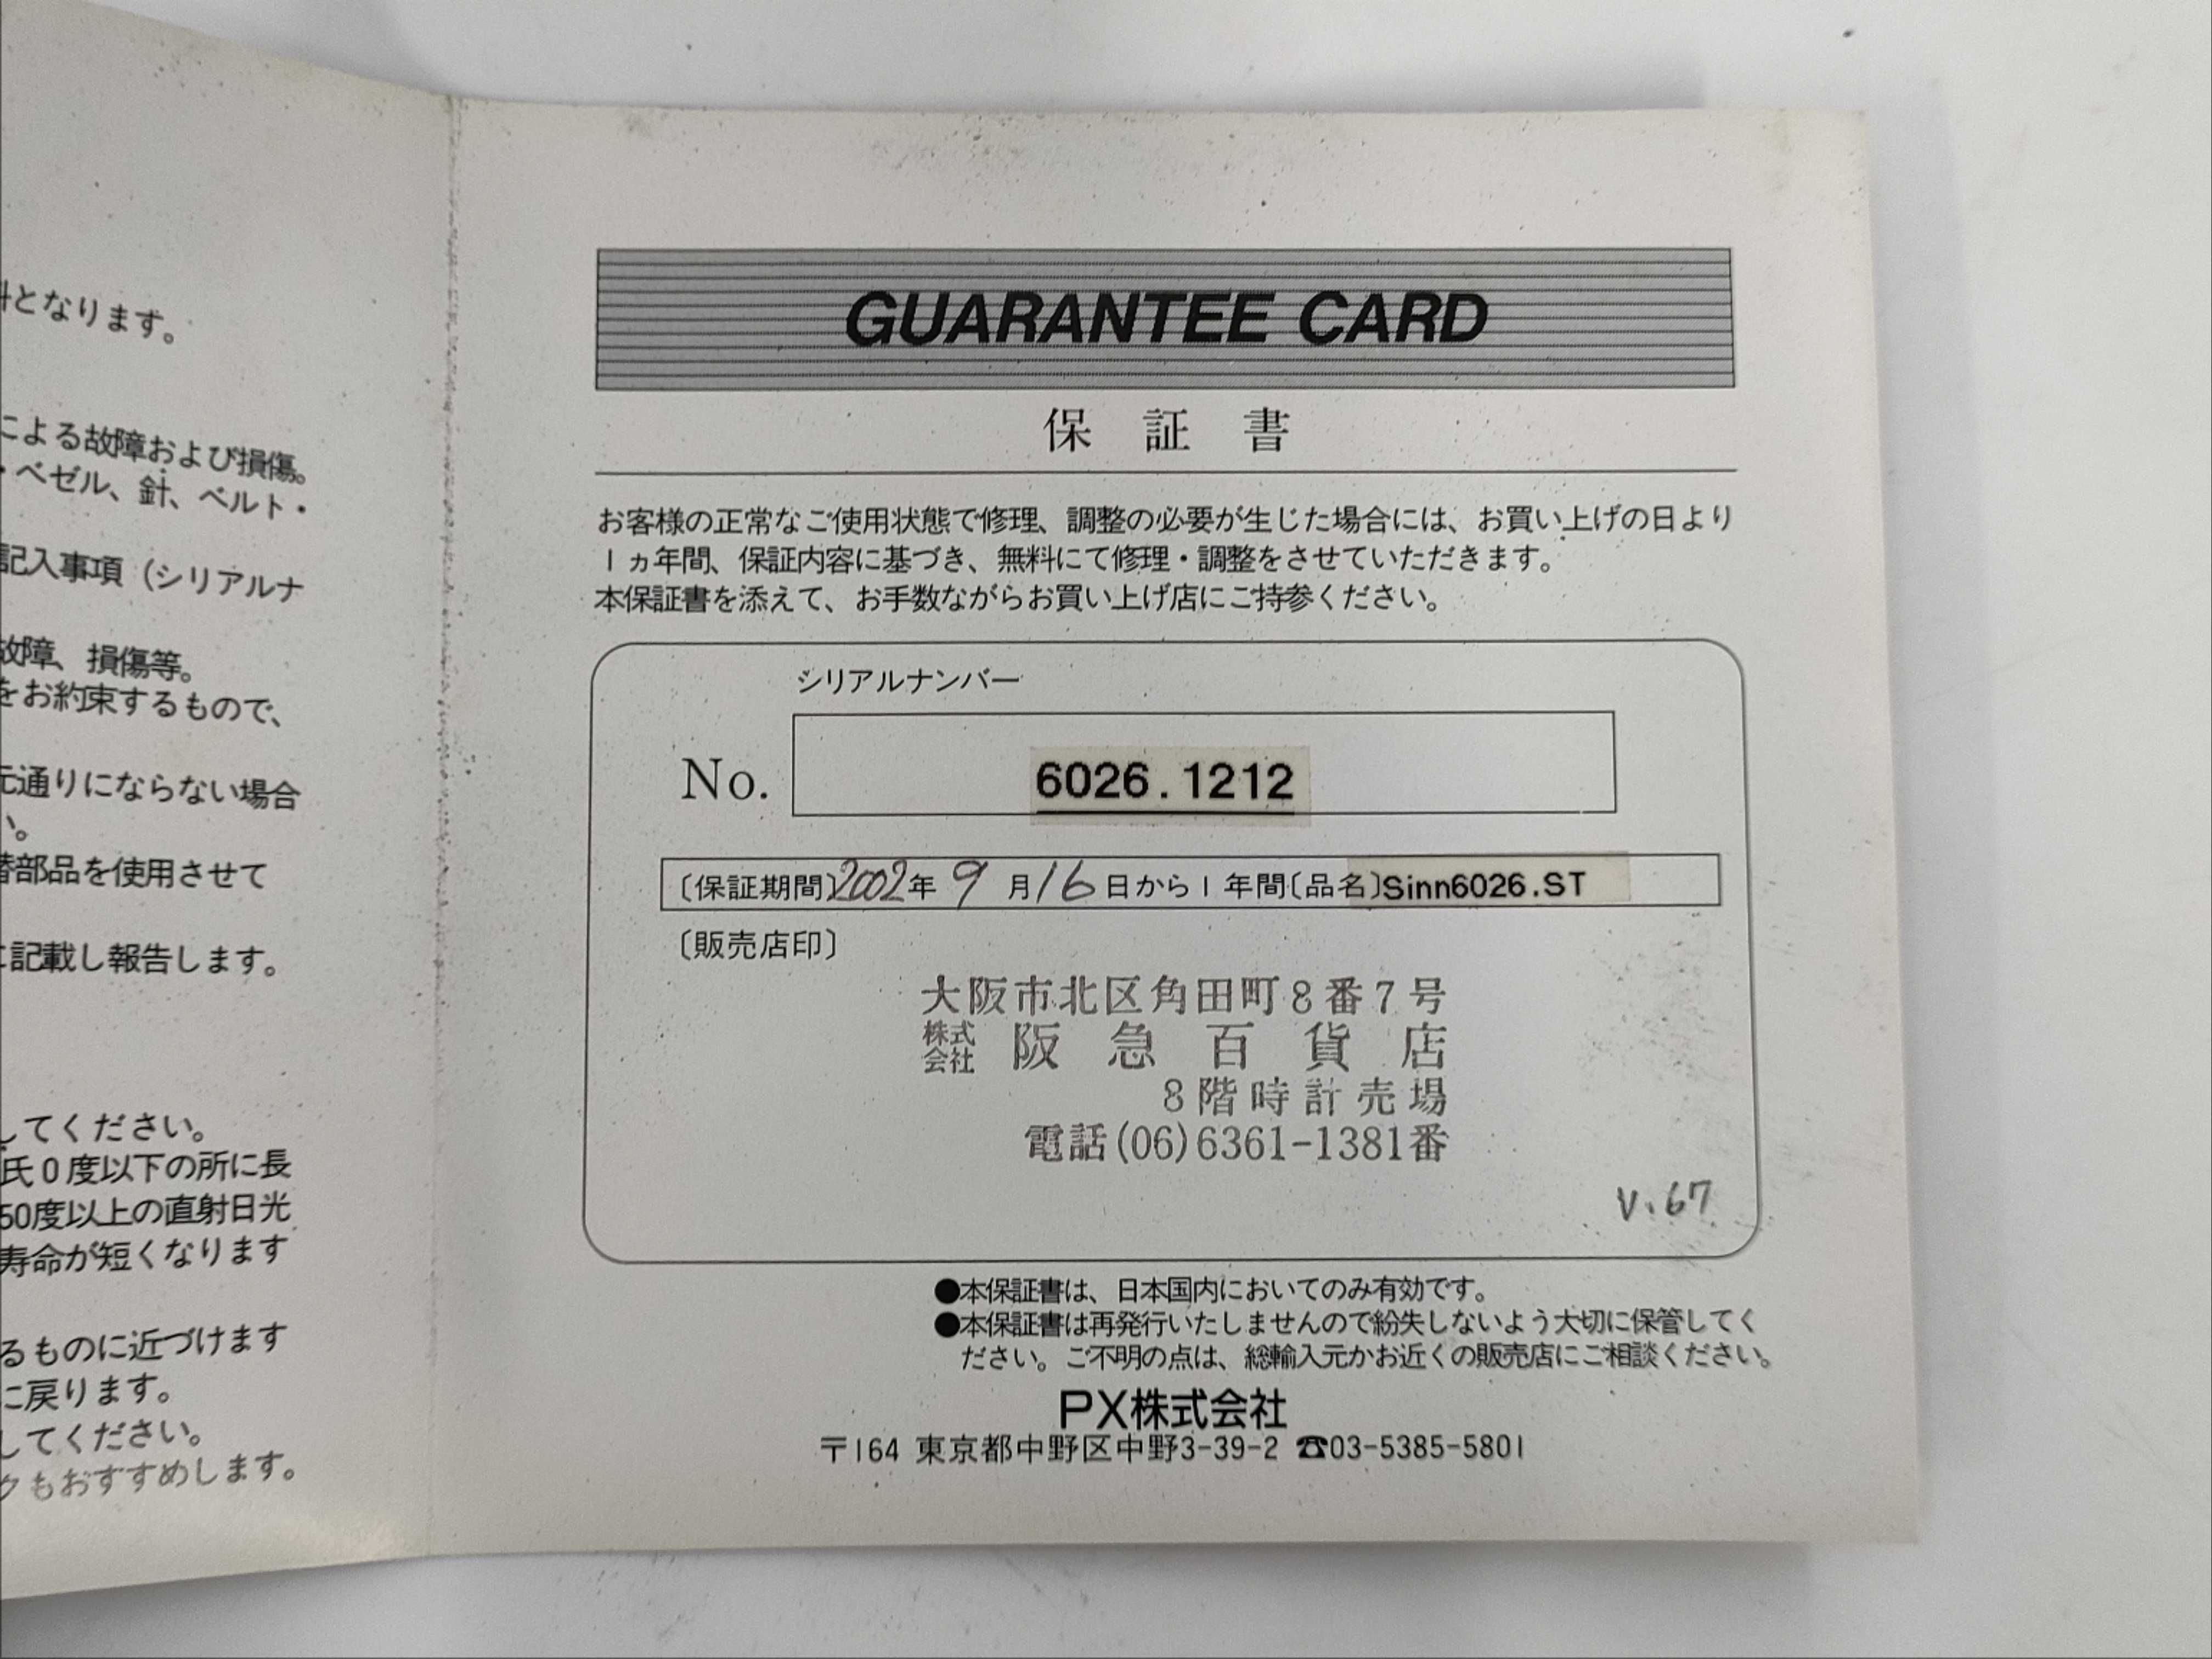 となります。
による故障および損傷。
・ベゼル、針、ベルト・
記入事項（シリアルナ
故障、損傷等。
をお約束するもので、
元通りにならない場合
い。
替部品を使用させて
に記載し報告します。
してください。
氏0度以下の所に長
50度以上の直射日光
寿命が短くなります
るものに近づけます
に戻ります。
してください。
クもおすすめします。
GUARANTEE CARD
保証書
お客様の正常なご使用状態で修理、調整の必要が生じた場合には、お買い上げの日より
1ヵ年間、保証内容に基づき、無料にて修理・調整をさせていただきます。
本保証書を添えて、お手数ながらお買い上げ店にご持参ください。
シリアルナンバー
No. 6026.1212
〔保証期間〕2002年9月16日から1年間〔品名〕Sinn6026.ST
〔販売店印〕
大阪市北区角田町8番7号
株式会社 阪急百貨店
8階時計売場
電話(06)6361-1381番
V.67
●本保証書は、日本国内においてのみ有効です。
●本保証書は再発行いたしませんので紛失しないよう大切に保管してく
ださい。ご不明の点は、総輸入元かお近くの販売店にご相談ください。
PX株式会社
〒164 東京都中野区中野3-39-2 ☎03-5385-5801